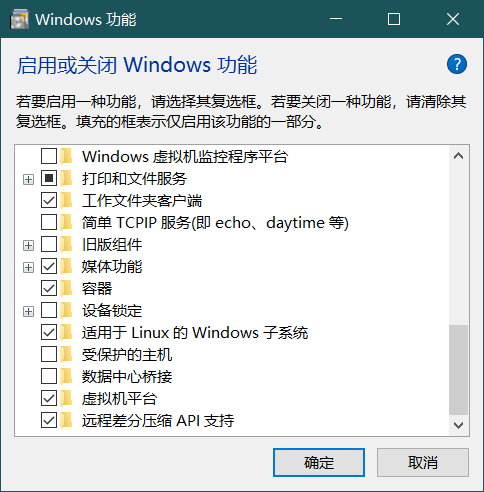 Windows 功能
启用或关闭 Windows 功能
?
若要启用一种功能，请选择其复选框。若要关闭一种功能，请清除其
复选框。填充的框表示仅启用该功能的一部分。
Windows 虚拟机监控程序平台
打印和文件服务
工作文件夹客户端
简单 TCPIP 服务(即 echo、daytime 等)
旧版组件
媒体功能
容器
设备锁定
适用于 Linux 的 Windows 子系统
受保护的主机
数据中心桥接
虚拟机平台
远程差分压缩 API 支持
确定
取消